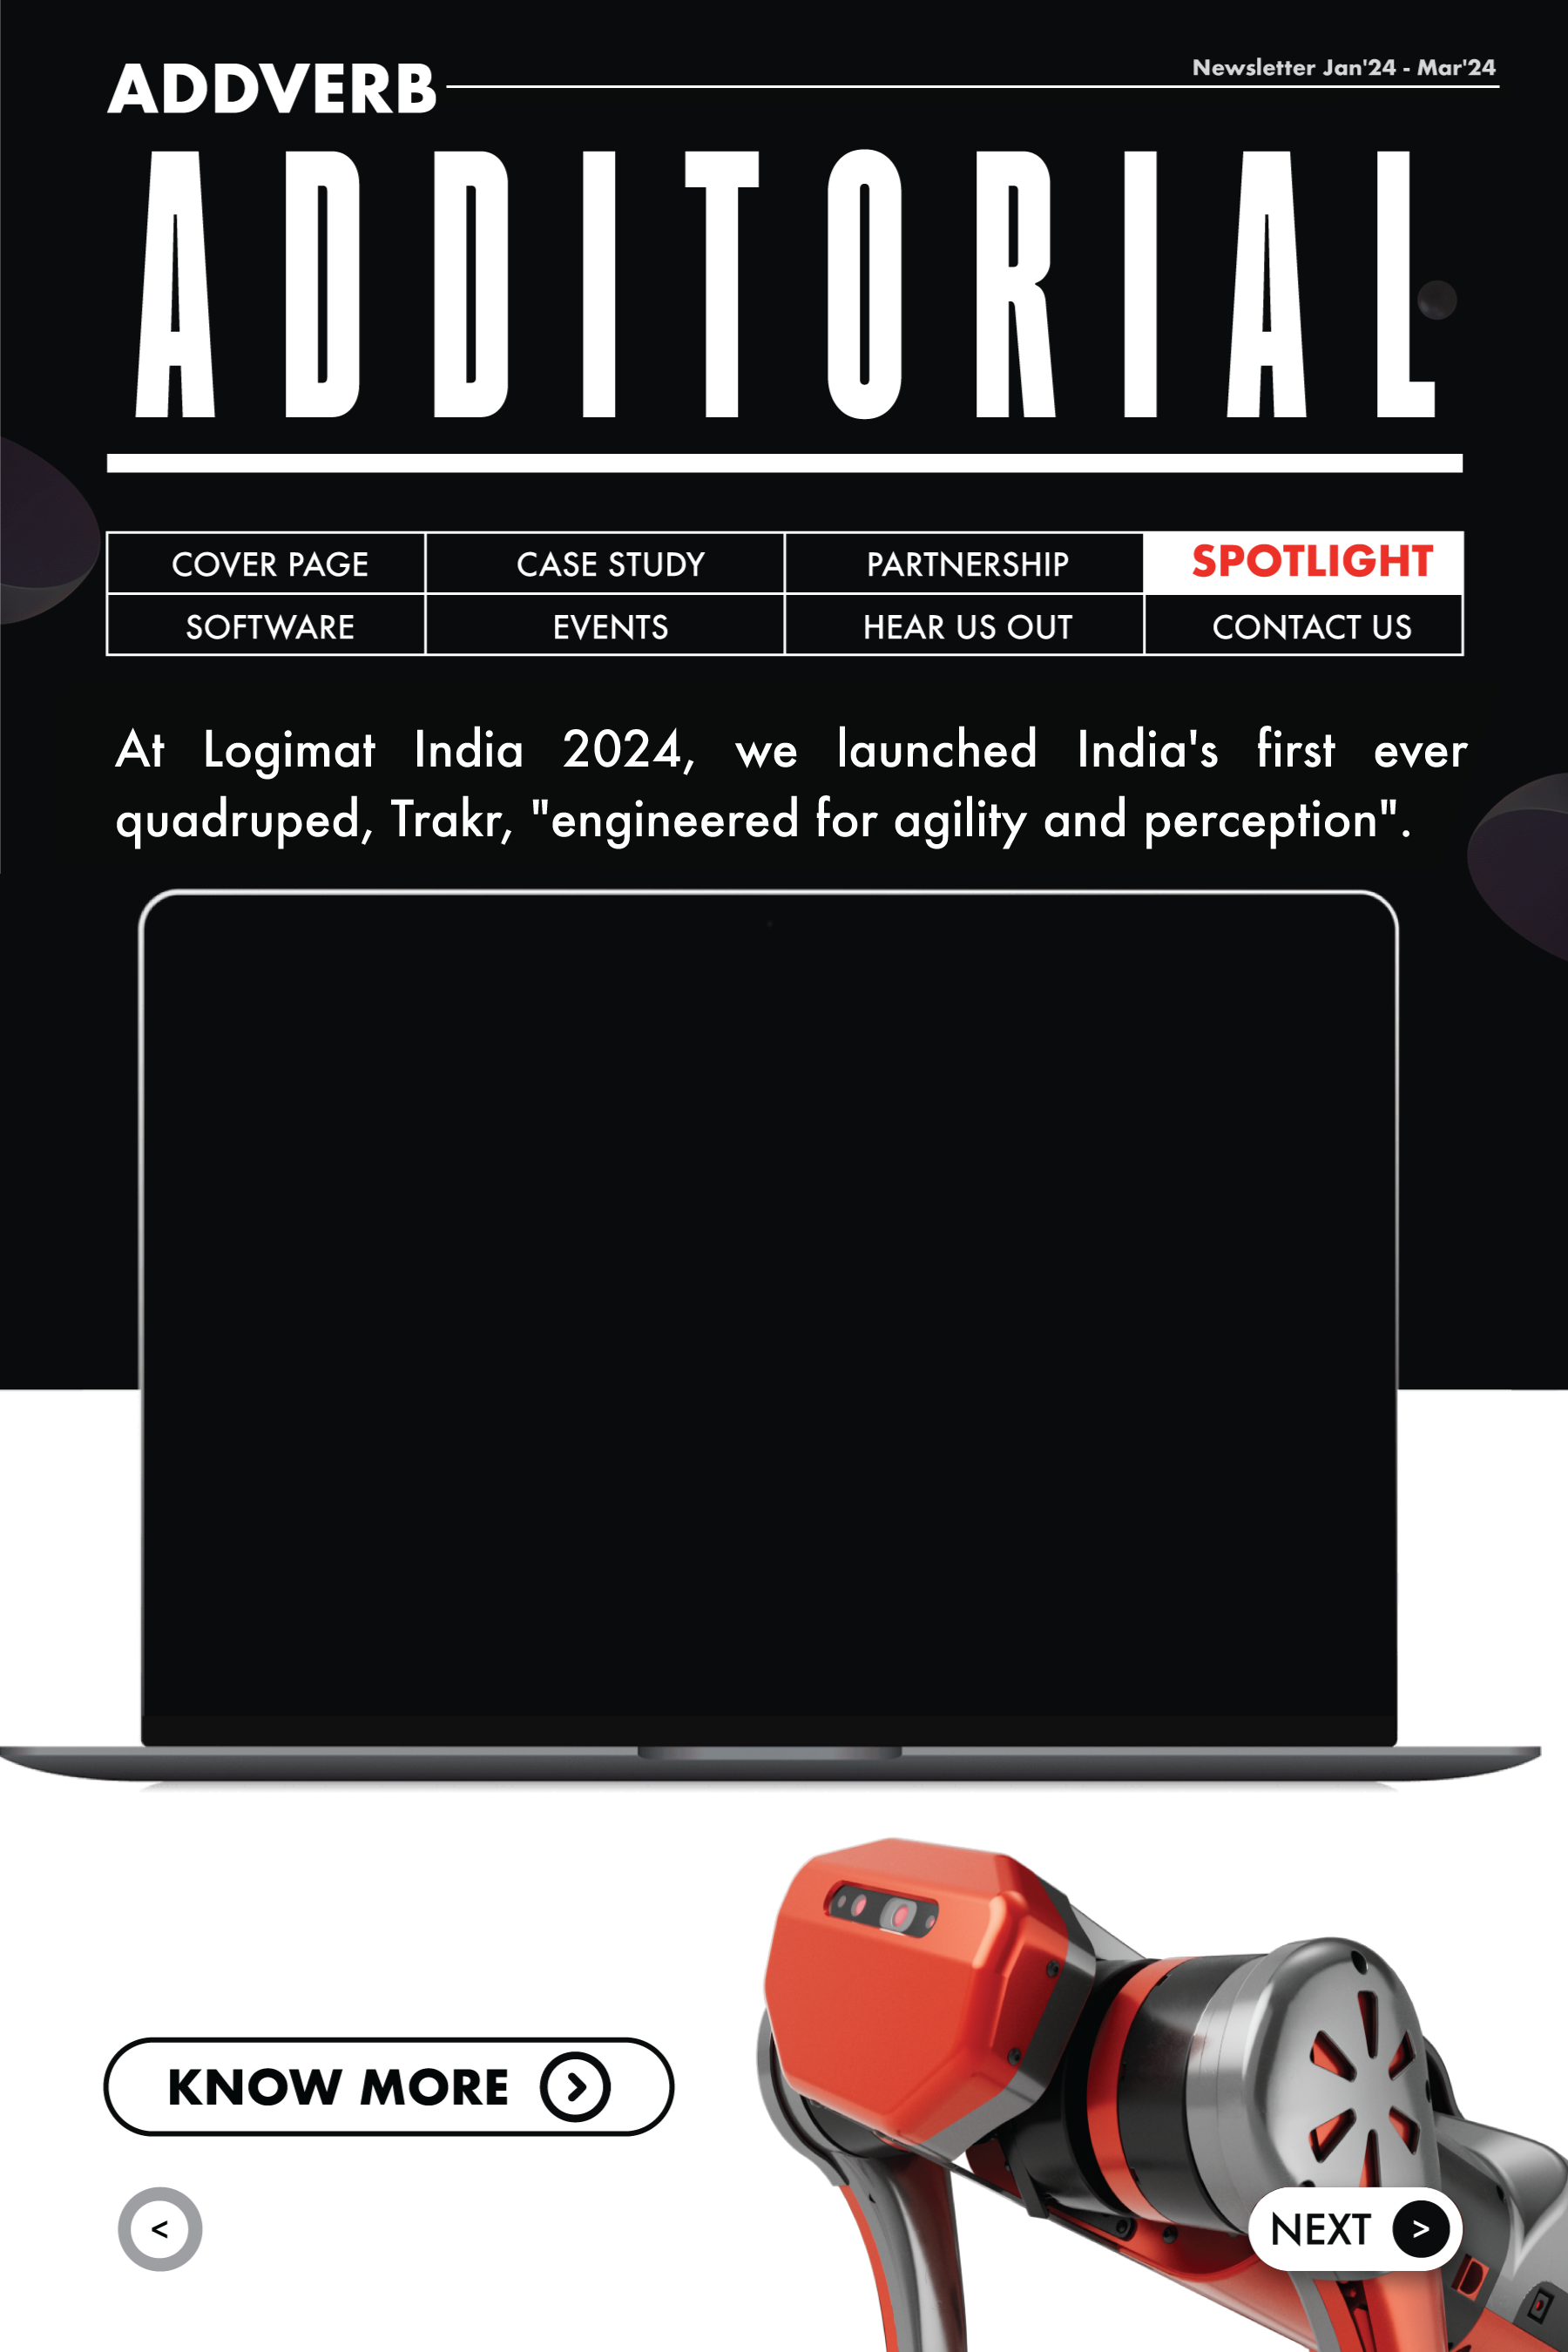 ADDVERB
Newsletter Jan'24 - Mar'24
ADDITORIAL
COVER PAGE
CASE STUDY
PARTNERSHIP
SPOTLIGHT
SOFTWARE
EVENTS
HEAR US OUT
CONTACT US
At Logimat India 2024, we launched India's first ever
quadruped, Trakr, "engineered for agility and perception".
KNOW MORE
<
NEXT >